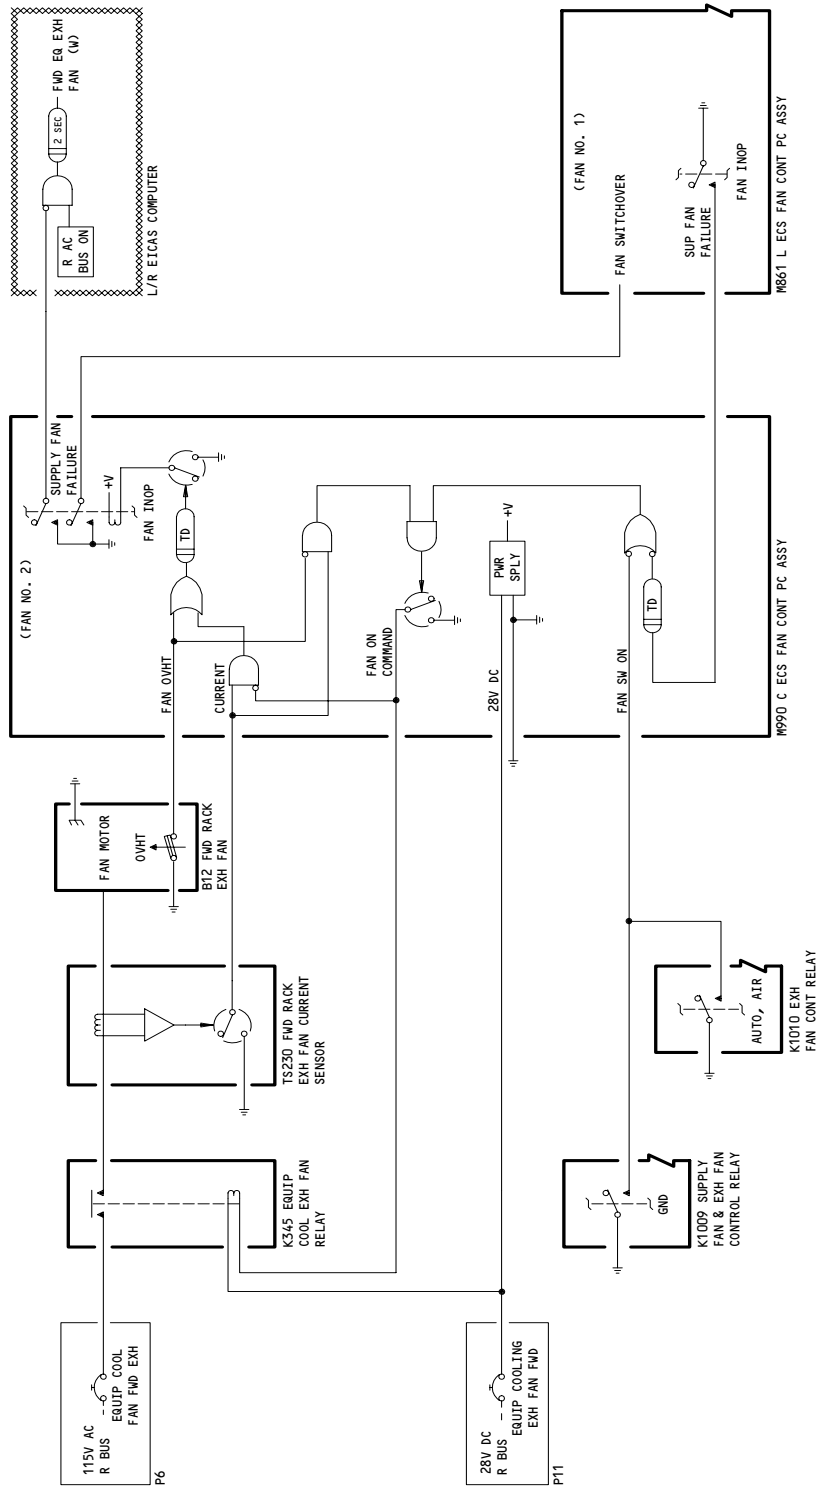 115V AC
R BUS
EQUIP COOL
FAN FWD EXH
P6
28V DC
R BUS
EQUIP COOLING
EXH FAN FWD
P11
K345 EQUIP
COOL EXH FAN
RELAY
GND
K1009 SUPPLY
FAN & EXH FAN
CONTROL RELAY
TS230 FWD RACK
EXH FAN CURRENT
SENSOR
AUTO, AIR
K1010 EXH
FAN CONT RELAY
FAN MOTOR
OVHT
B12 FWD RACK
EXH FAN
(FAN NO. 2)
FAN OVHT
CURRENT
FAN ON
COMMAND
28V DC
FAN SW ON
TD
TD
PWR
SPLY
+V
SUPPLY FAN
FAILURE
+V
FAN INOP
M990 C ECS FAN CONT PC ASSY
R AC
BUS ON
2 SEC
FWD EQ EXH
FAN (W)
L/R EICAS COMPUTER
(FAN NO. 1)
FAN SWITCHOVER
SUP FAN
FAILURE
FAN INOP
M861 L ECS FAN CONT PC ASSY